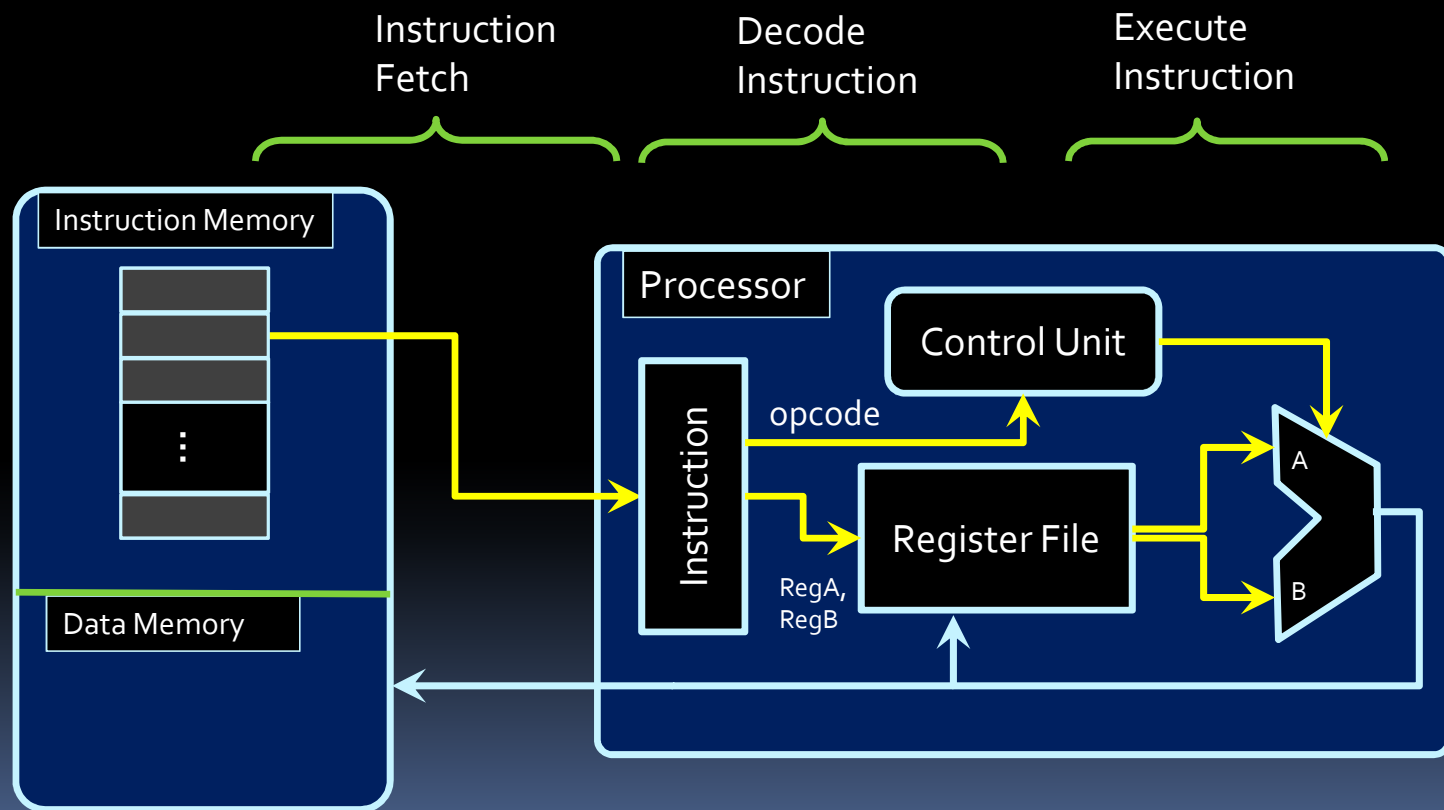 Instruction
Fetch
Decode
Instruction
Execute
Instruction
Instruction Memory
⋮
Data Memory
Processor
Control Unit
Instruction
opcode
RegA,
RegB
Register File
A
B